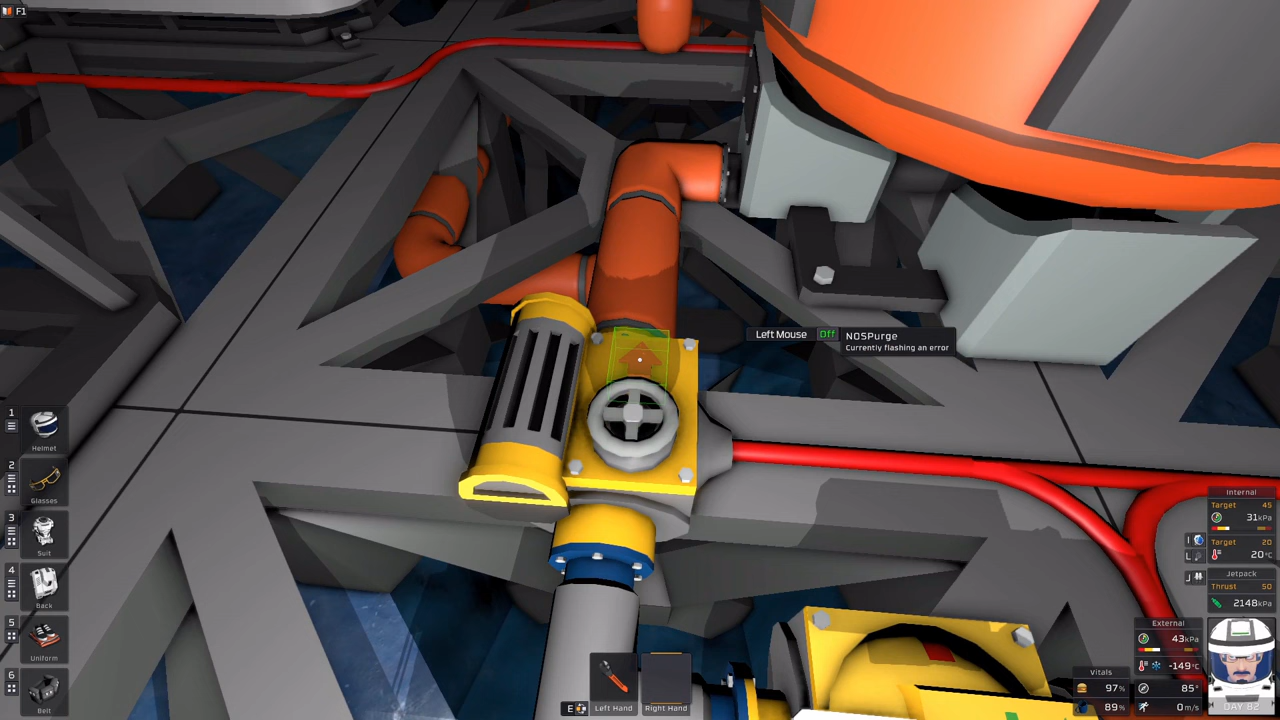 F1
Left Mouse Off
NOSPurge
Currently flashing an error
1
Helmet
2
Glasses
3
Suit
4
Back
5
Uniform
6
Belt
E
Left Hand
Right Hand
Internal
Target 45
31kPa
Target 20
20°C
I
L
Jetpack
Thrust 50
2148kPa
J
External
43kPa
-149°C
85°
0m/s
Vitals
97%
89%
DAY 82